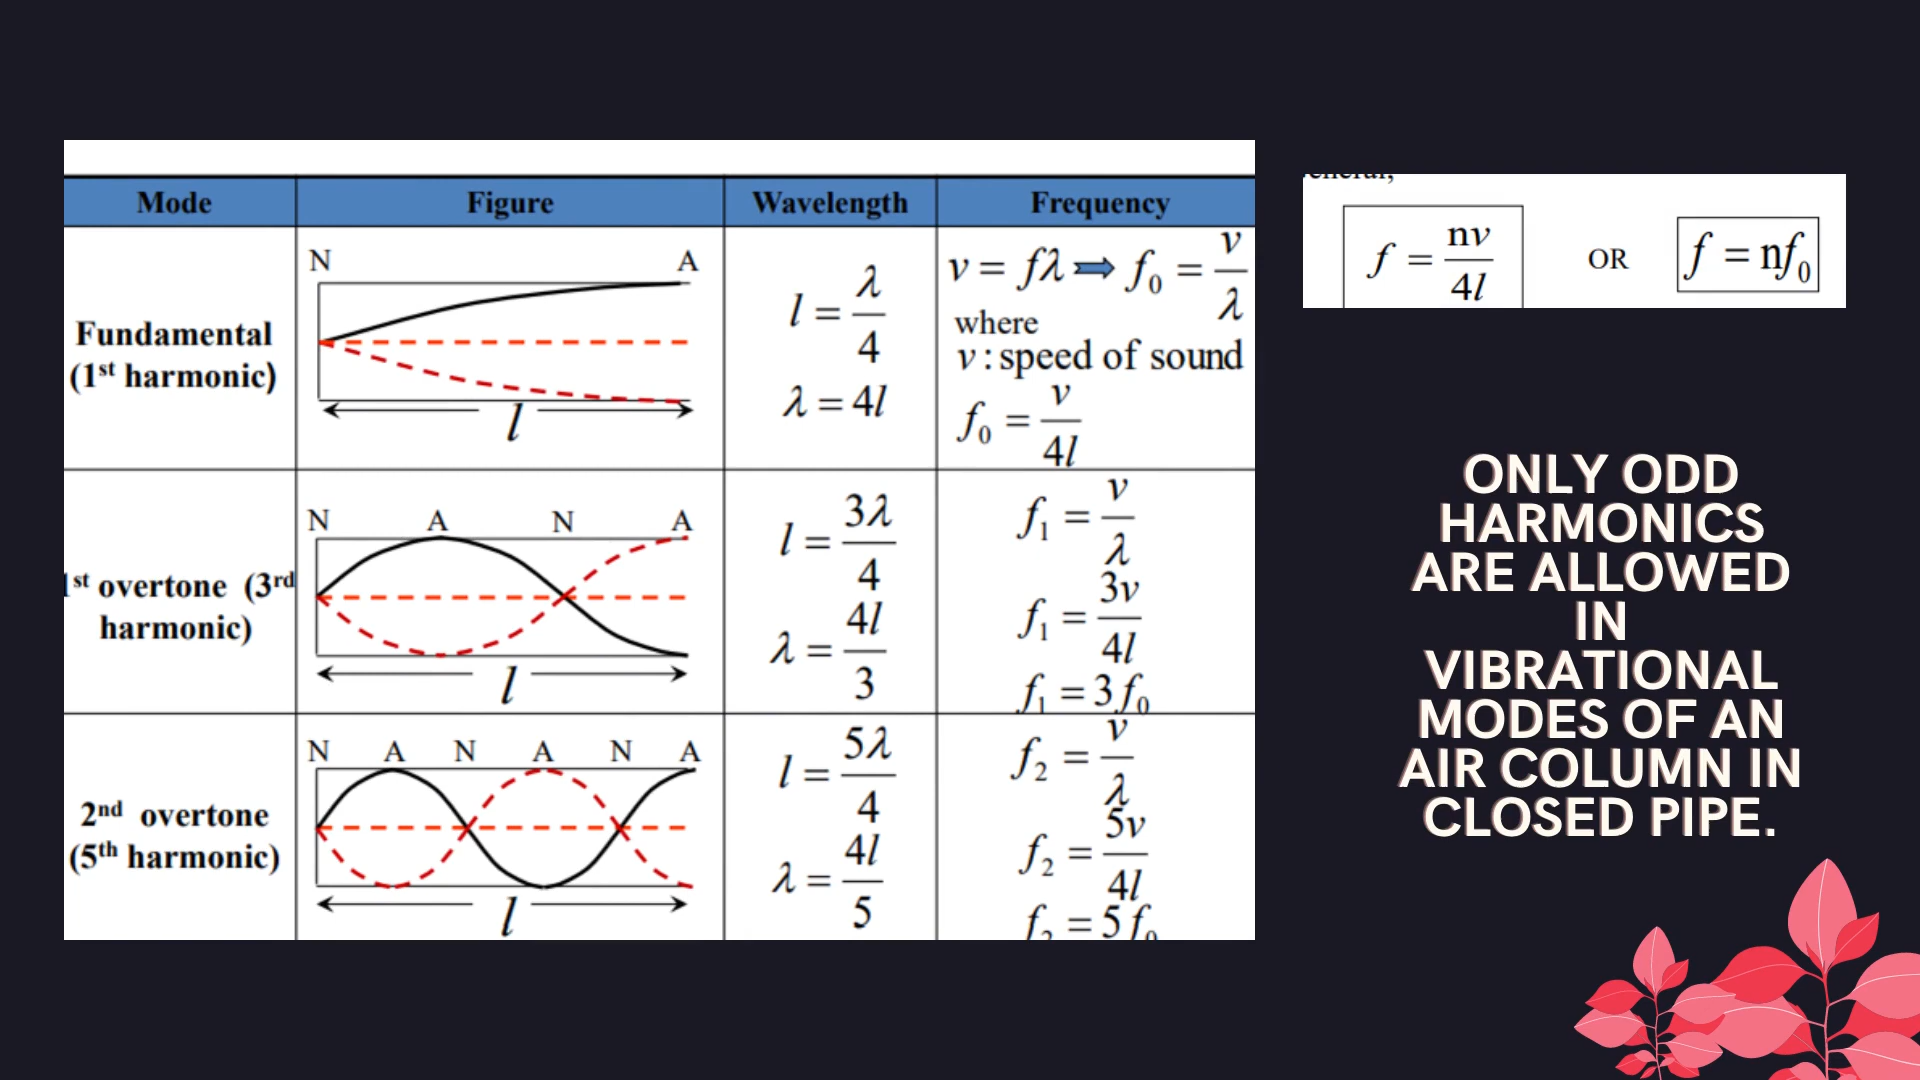 Mode Figure Wavelength Frequency
Fundamental
(1st harmonic)
N A
l
l = λ/4
λ = 4l
v = fλ ⇒ f₀ = v/λ
where
v : speed of sound
f₀ = v/4l
1st overtone (3rd
harmonic)
N A N A
l
l = 3λ/4
λ = 4l/3
f₁ = v/λ
f₁ = 3v/4l
f₁ = 3f₀
2nd overtone
(5th harmonic)
N A N A N A
l
l = 5λ/4
λ = 4l/5
f₂ = v/λ
f₂ = 5v/4l
f₂ = 5f₀
f = nv/4l OR f = nf₀
ONLY ODD
HARMONICS
ARE ALLOWED
IN
VIBRATIONAL
MODES OF AN
AIR COLUMN IN
CLOSED PIPE.